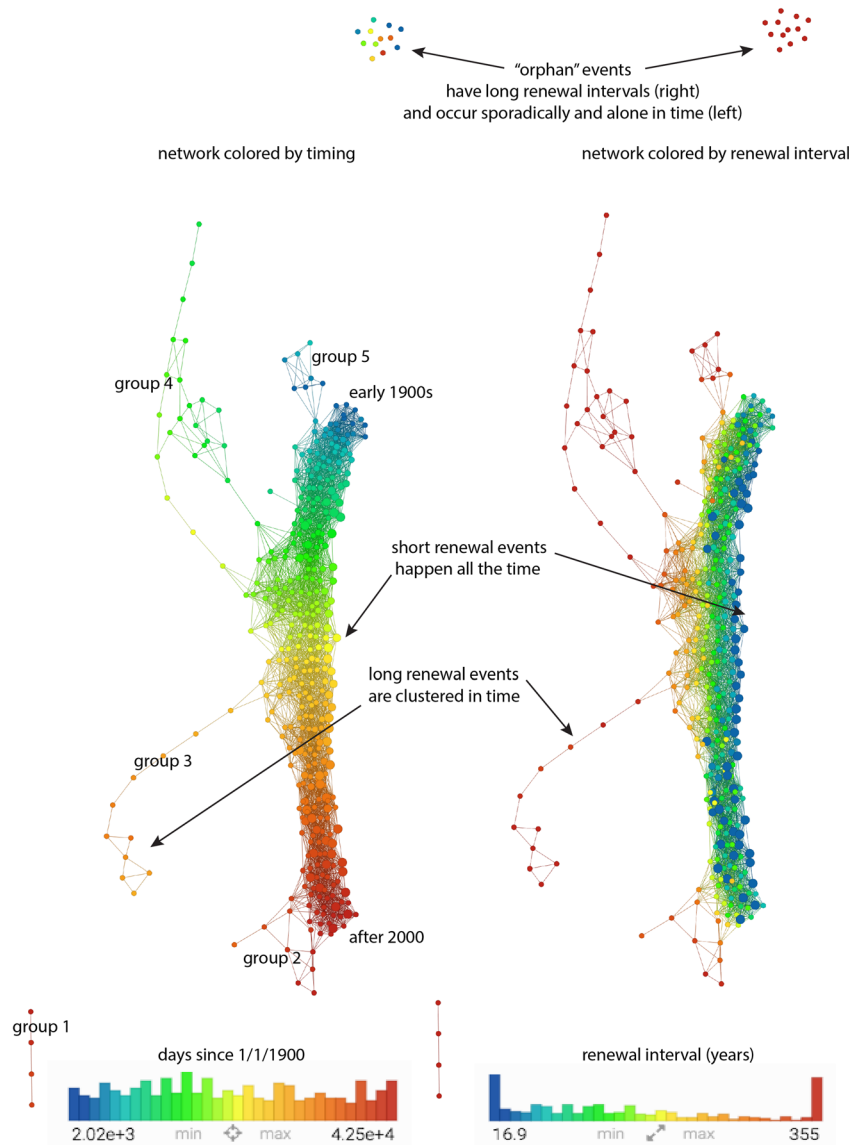 “orphan” events
have long renewal intervals (right)
and occur sporadically and alone in time (left)
network colored by timing
network colored by renewal interval
group 5
group 4
early 1900s
short renewal events
happen all the time
long renewal events
are clustered in time
group 3
after 2000
group 2
group 1
days since 1/1/1900
renewal interval (years)
2.02e+3 min max 4.25e+4
16.9 min max 355